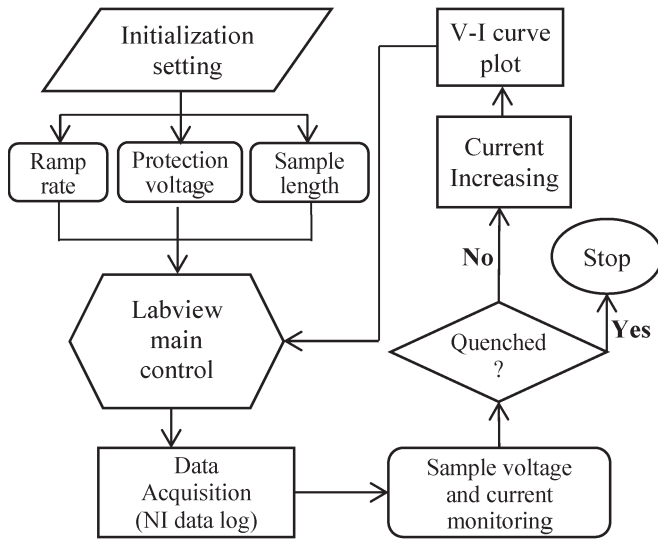 Initialization
setting
Ramp
rate
Protection
voltage
Sample
length
Labview
main
control
Data
Acquisition
(NI data log)
Sample voltage
and current
monitoring
Quenched
?
No
Yes
Stop
Current
Increasing
V-I curve
plot